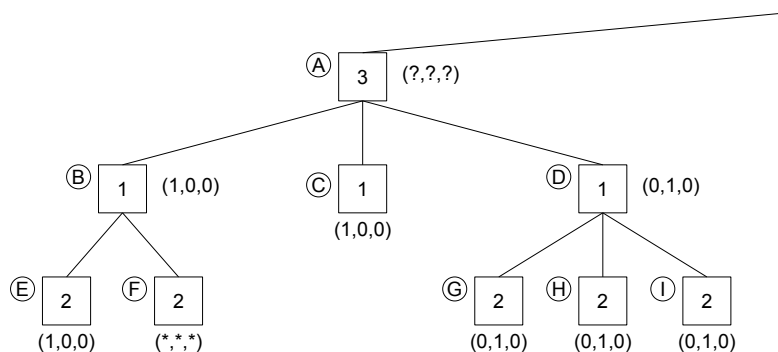 A 3 (?,?,?)
B 1 (1,0,0) C 1 D 1 (0,1,0)
(1,0,0)
E 2 F 2 G 2 H 2 I 2
(1,0,0) (*,*,*) (0,1,0) (0,1,0) (0,1,0)